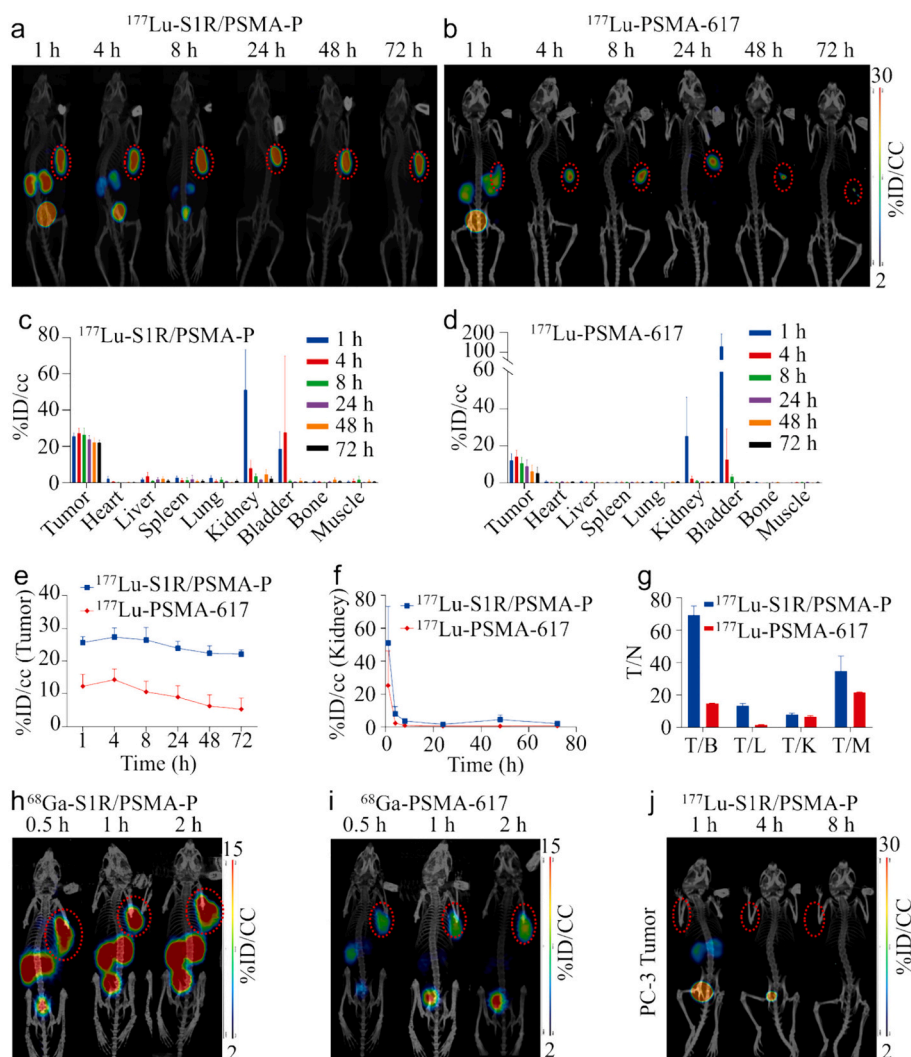 a ¹⁷⁷Lu-S1R/PSMA-P
1 h 4 h 8 h 24 h 48 h 72 h
b ¹⁷⁷Lu-PSMA-617
1 h 4 h 8 h 24 h 48 h 72 h
30
%ID/CC
2
c ¹⁷⁷Lu-S1R/PSMA-P
80
60
40
20
0
%ID/cc
1 h
4 h
8 h
24 h
48 h
72 h
Tumor Heart Liver Spleen Lung Kidney Bladder Bone Muscle
d ¹⁷⁷Lu-PSMA-617
200
100
60
40
20
0
%ID/cc
1 h
4 h
8 h
24 h
48 h
72 h
Tumor Heart Liver Spleen Lung Kidney Bladder Bone Muscle
e
¹⁷⁷Lu-S1R/PSMA-P
¹⁷⁷Lu-PSMA-617
40
30
20
10
0
%ID/cc (Tumor)
1 4 8 24 48 72
Time (h)
f
¹⁷⁷Lu-S1R/PSMA-P
¹⁷⁷Lu-PSMA-617
80
60
40
20
0
%ID/cc (Kidney)
0 20 40 60 80
Time (h)
g
¹⁷⁷Lu-S1R/PSMA-P
¹⁷⁷Lu-PSMA-617
80
60
40
20
0
T/N
T/B T/L T/K T/M
h ⁶⁸Ga-S1R/PSMA-P
0.5 h 1 h 2 h
15
%ID/CC
2
i ⁶⁸Ga-PSMA-617
0.5 h 1 h 2 h
15
%ID/CC
2
j ¹⁷⁷Lu-S1R/PSMA-P
1 h 4 h 8 h
30
%ID/CC
2
PC-3 Tumor